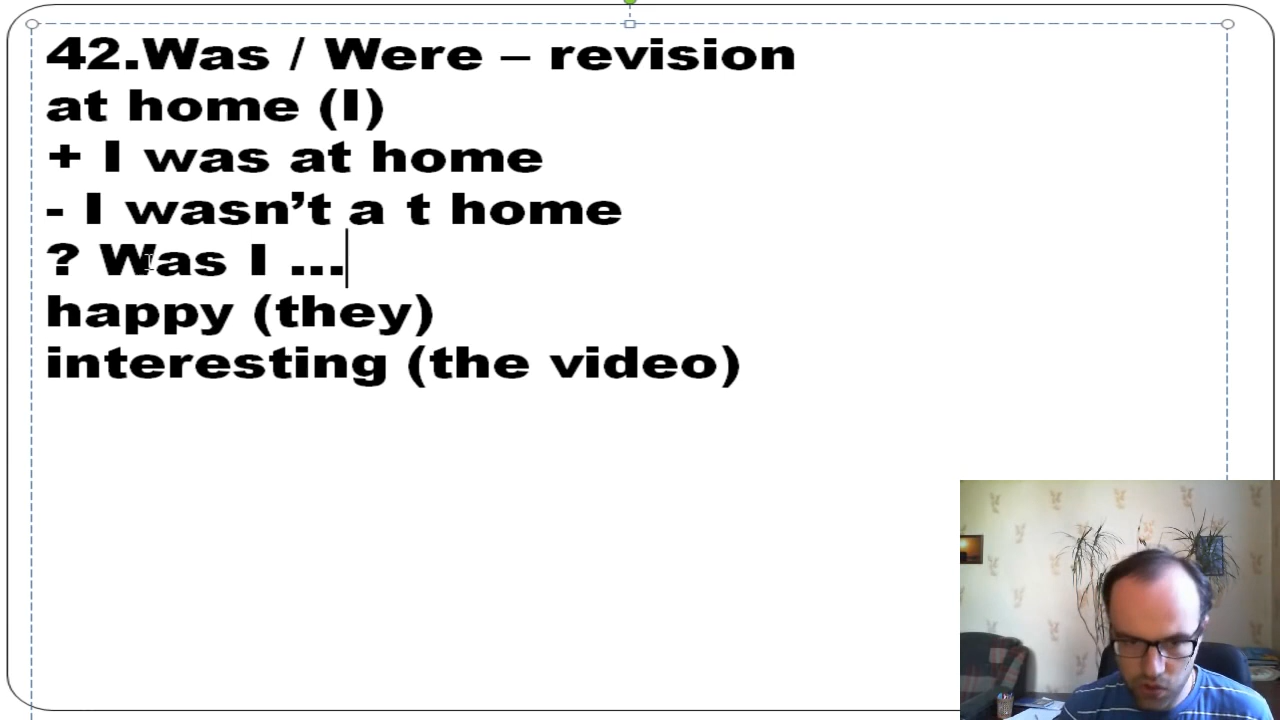 42.Was / Were – revision
at home (I)
+ I was at home
- I wasn’t a t home
? Was I ...
happy (they)
interesting (the video)